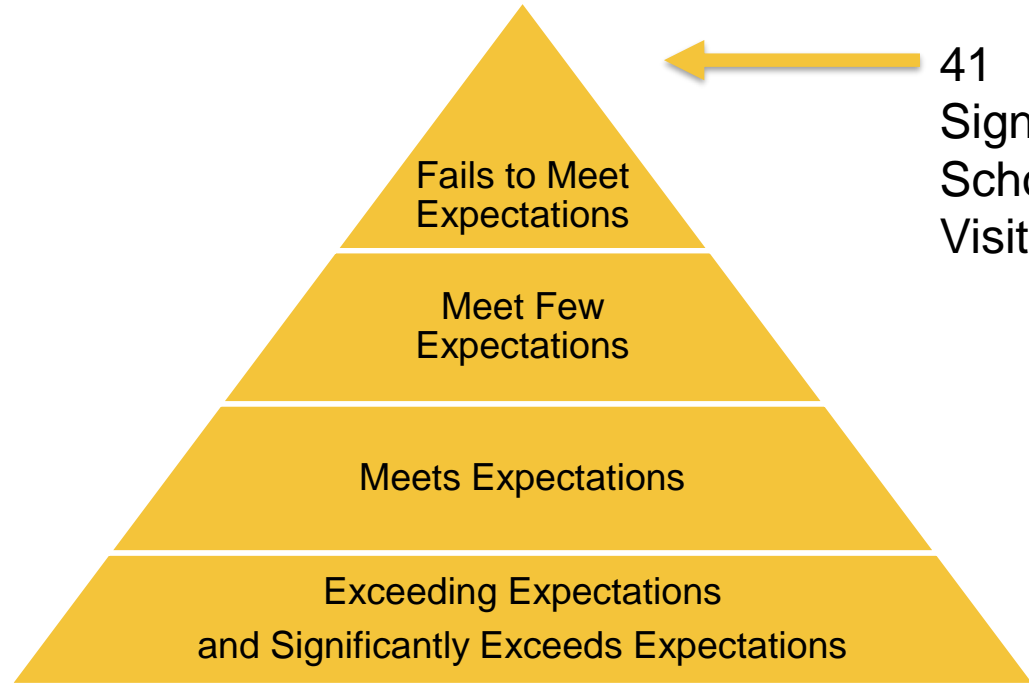 41
Fails to Meet
Expectations
Meet Few
Expectations
Meets Expectations
Exceeding Expectations
and Significantly Exceeds Expectations